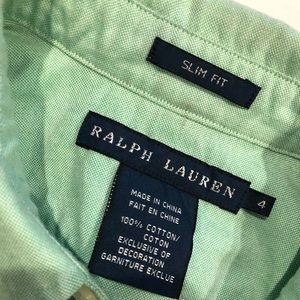 SLIM FIT
RALPH LAUREN
4
MADE IN CHINA
FAIT EN CHINE
100% COTTON/
COTON
EXCLUSIVE OF
DECORATION
GARNITURE EXCLUE